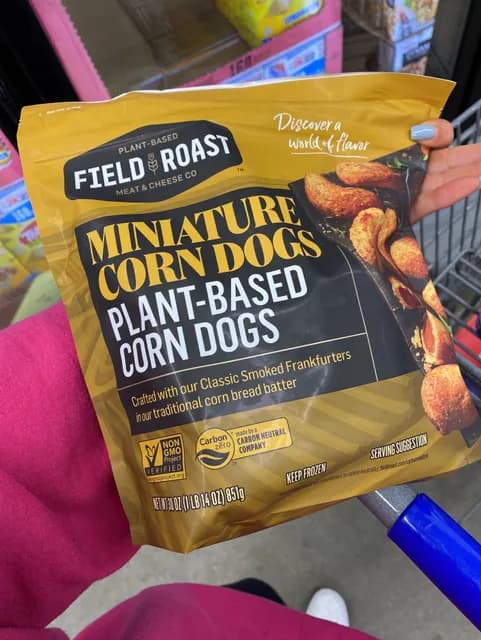 Discover a
world of flavor
PLANT-BASED
FIELD ROAST
™
MEAT & CHEESE CO
MINIATURE
CORN DOGS
PLANT-BASED
CORN DOGS
Crafted with our Classic Smoked Frankfurters
in our traditional corn bread batter
NON
GMO
Project
VERIFIED
Carbon
zero
made by a
CARBON NEUTRAL
COMPANY
NET WT 30 OZ (1 LB 14 OZ) 851g
KEEP FROZEN
SERVING SUGGESTION